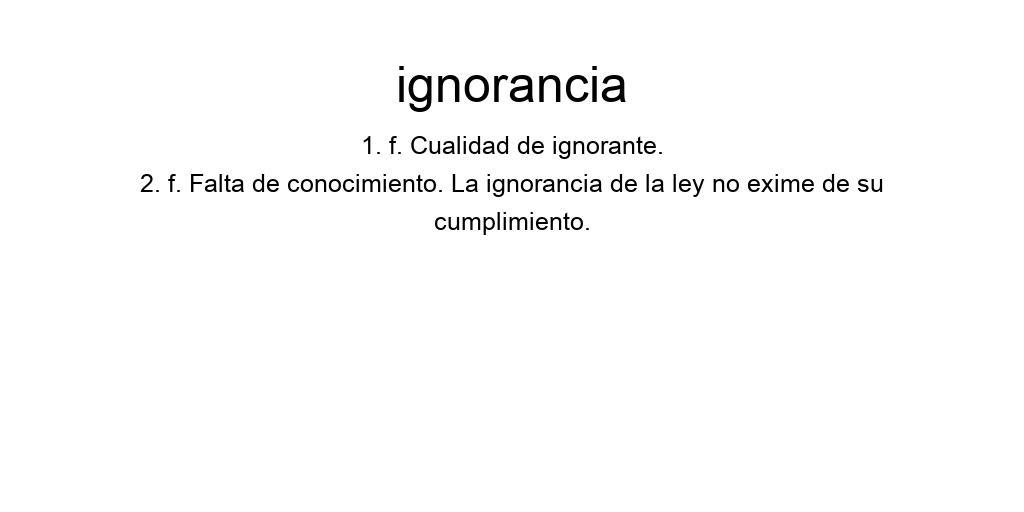 ignorancia
1. f. Cualidad de ignorante.
2. f. Falta de conocimiento. La ignorancia de la ley no exime de su
cumplimiento.